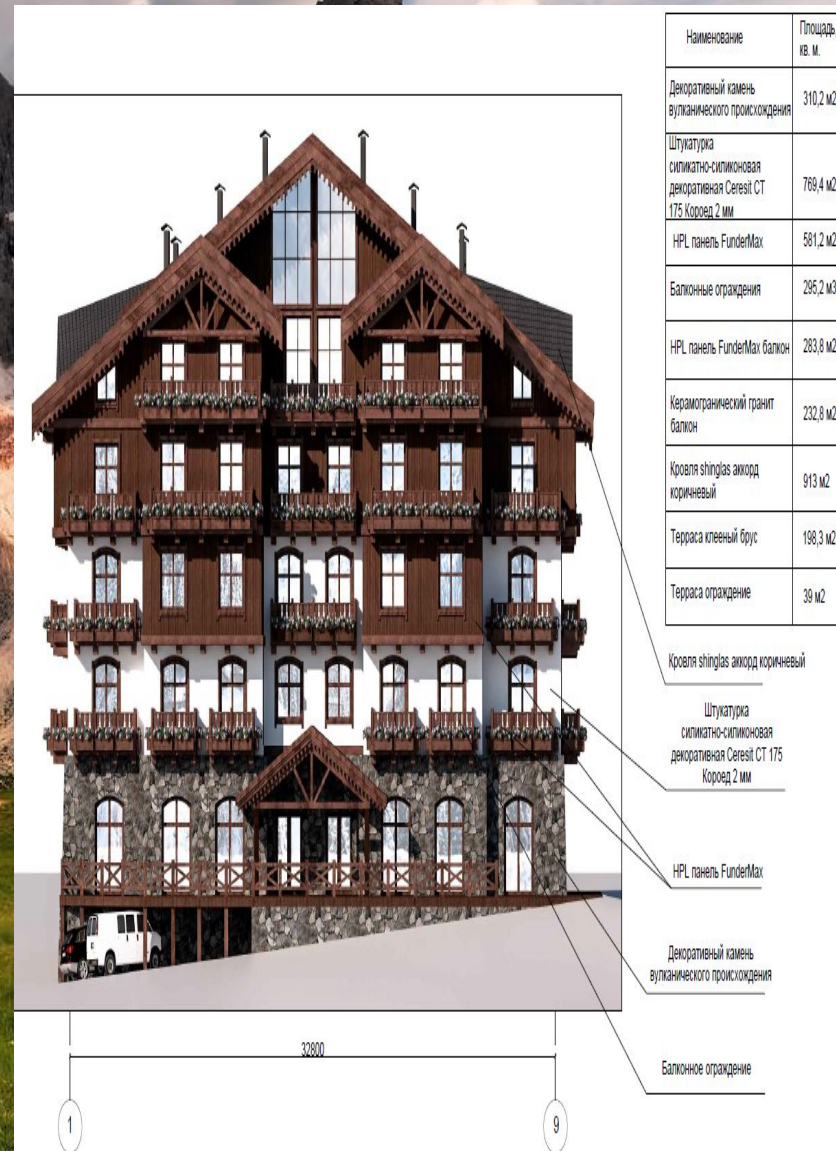 Наименование
Площадь,
кв. м.
Декоративный камень
вулканического происхождения
310,2 м2
Штукатурка
силикатно-силиконовая
декоративная Ceresit CT
175 Короед 2 мм
769,4 м2
HPL панель FunderMax
581,2 м2
Балконные ограждения
295,2 м3
HPL панель FunderMax балкон
283,8 м2
Керамогранический гранит
балкон
232,8 м2
Кровля shinglas аккорд
коричневый
913 м2
Терраса клееный брус
198,3 м2
Терраса ограждение
39 м2
Кровля shinglas аккорд коричневый
Штукатурка
силикатно-силиконовая
декоративная Ceresit CT 175
Короед 2 мм
HPL панель FunderMax
Декоративный камень
вулканического происхождения
Балконное ограждение
32800
1
9